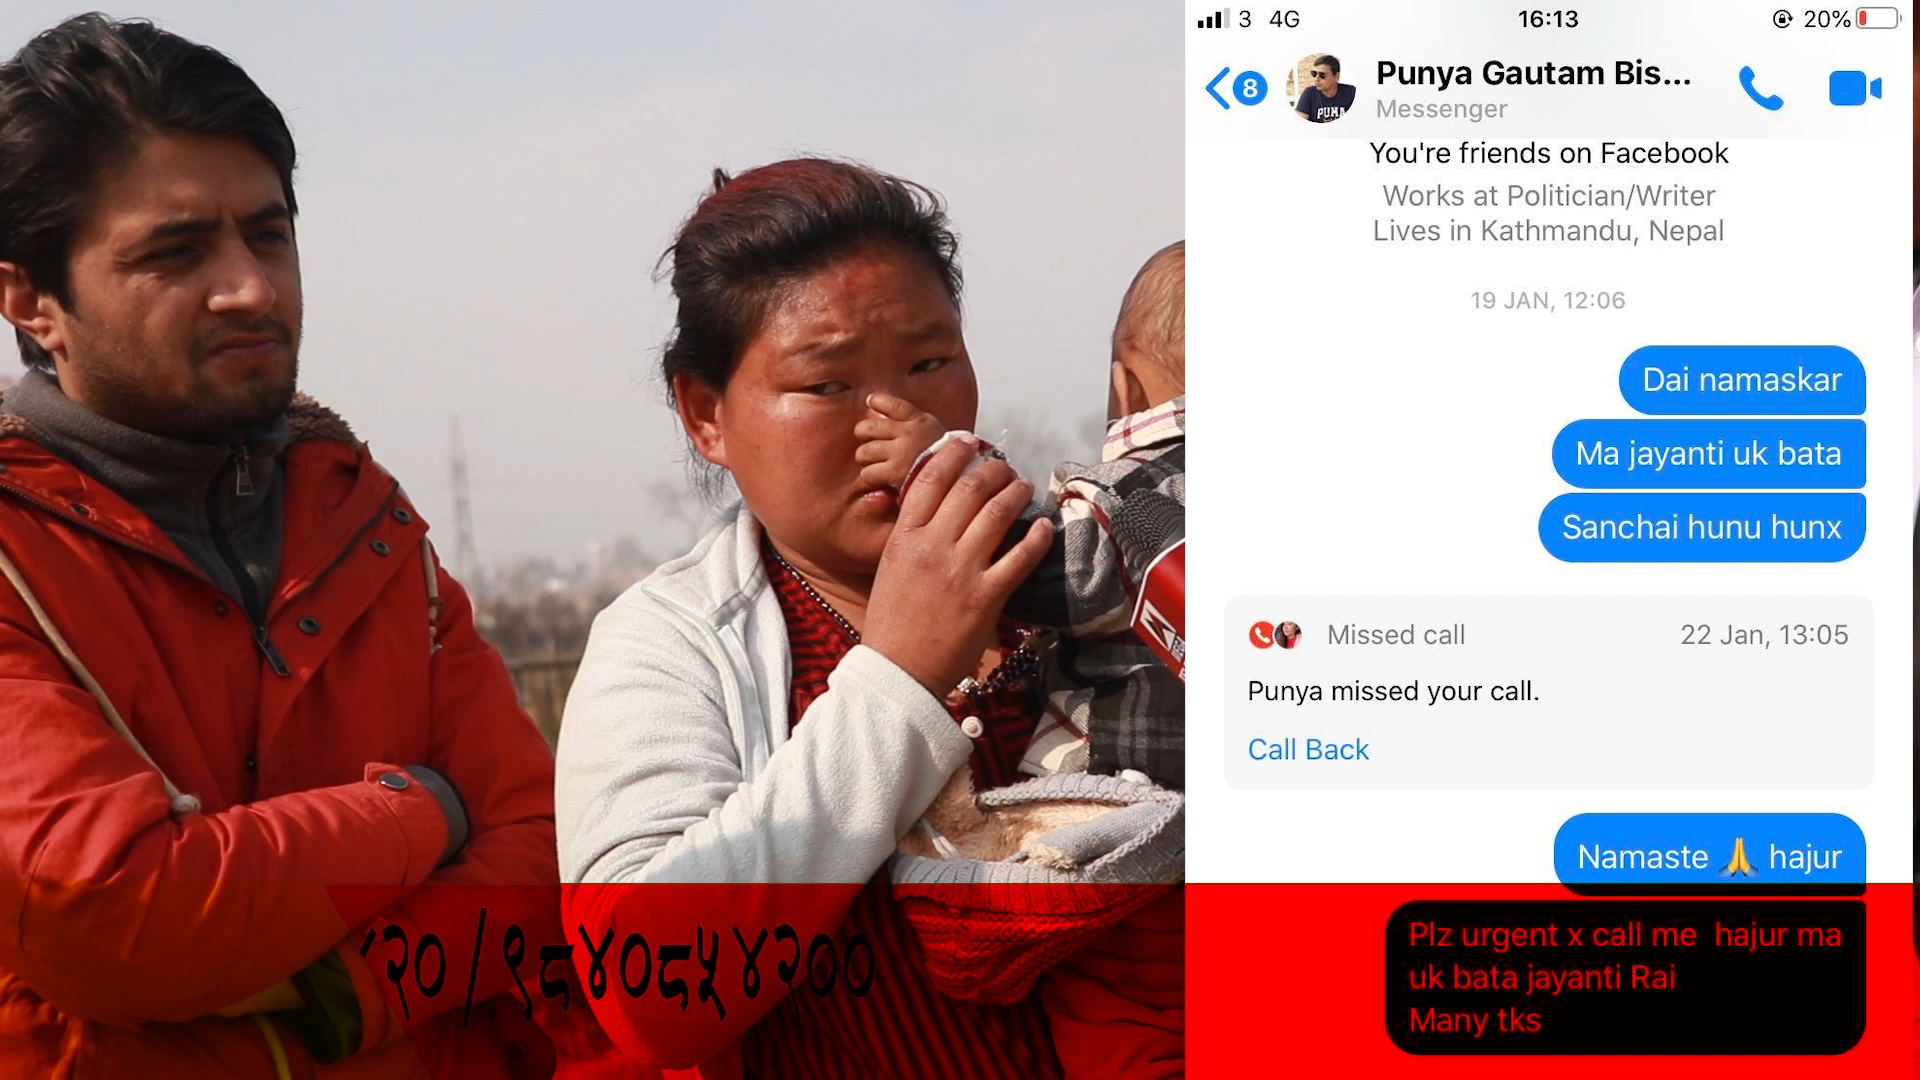 3 4G 16:13 20%
8 Punya Gautam Bis...
Messenger
You're friends on Facebook
Works at Politician/Writer
Lives in Kathmandu, Nepal
19 JAN, 12:06
Dai namaskar
Ma jayanti uk bata
Sanchai hunu hunx
Missed call 22 Jan, 13:05
Punya missed your call.
Call Back
Namaste 🙏 hajur
Plz urgent x call me hajur ma
uk bata jayanti Rai
Many tks
PUMA
२० / ९८४०८५४२००